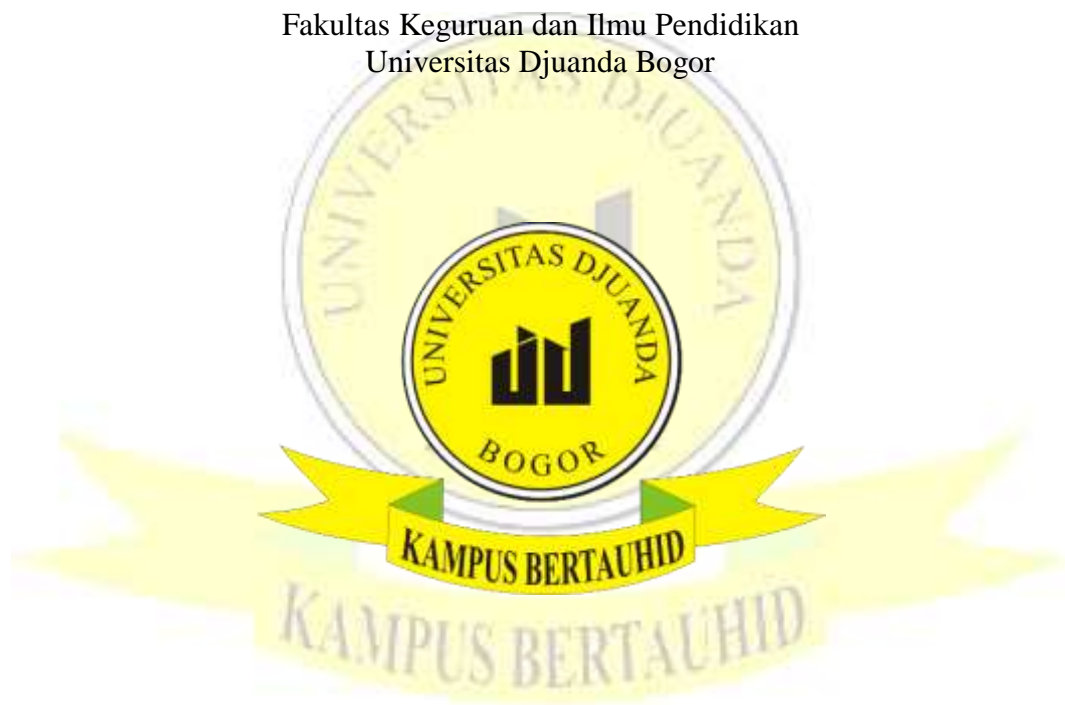 Fakultas Keguruan dan Ilmu Pendidikan
Universitas Djuanda Bogor
UNIVERSITAS DJUANDA
UNIVERSITAS DJUANDA
BOGOR
KAMPUS BERTAUHID
KAMPUS BERTAUHID